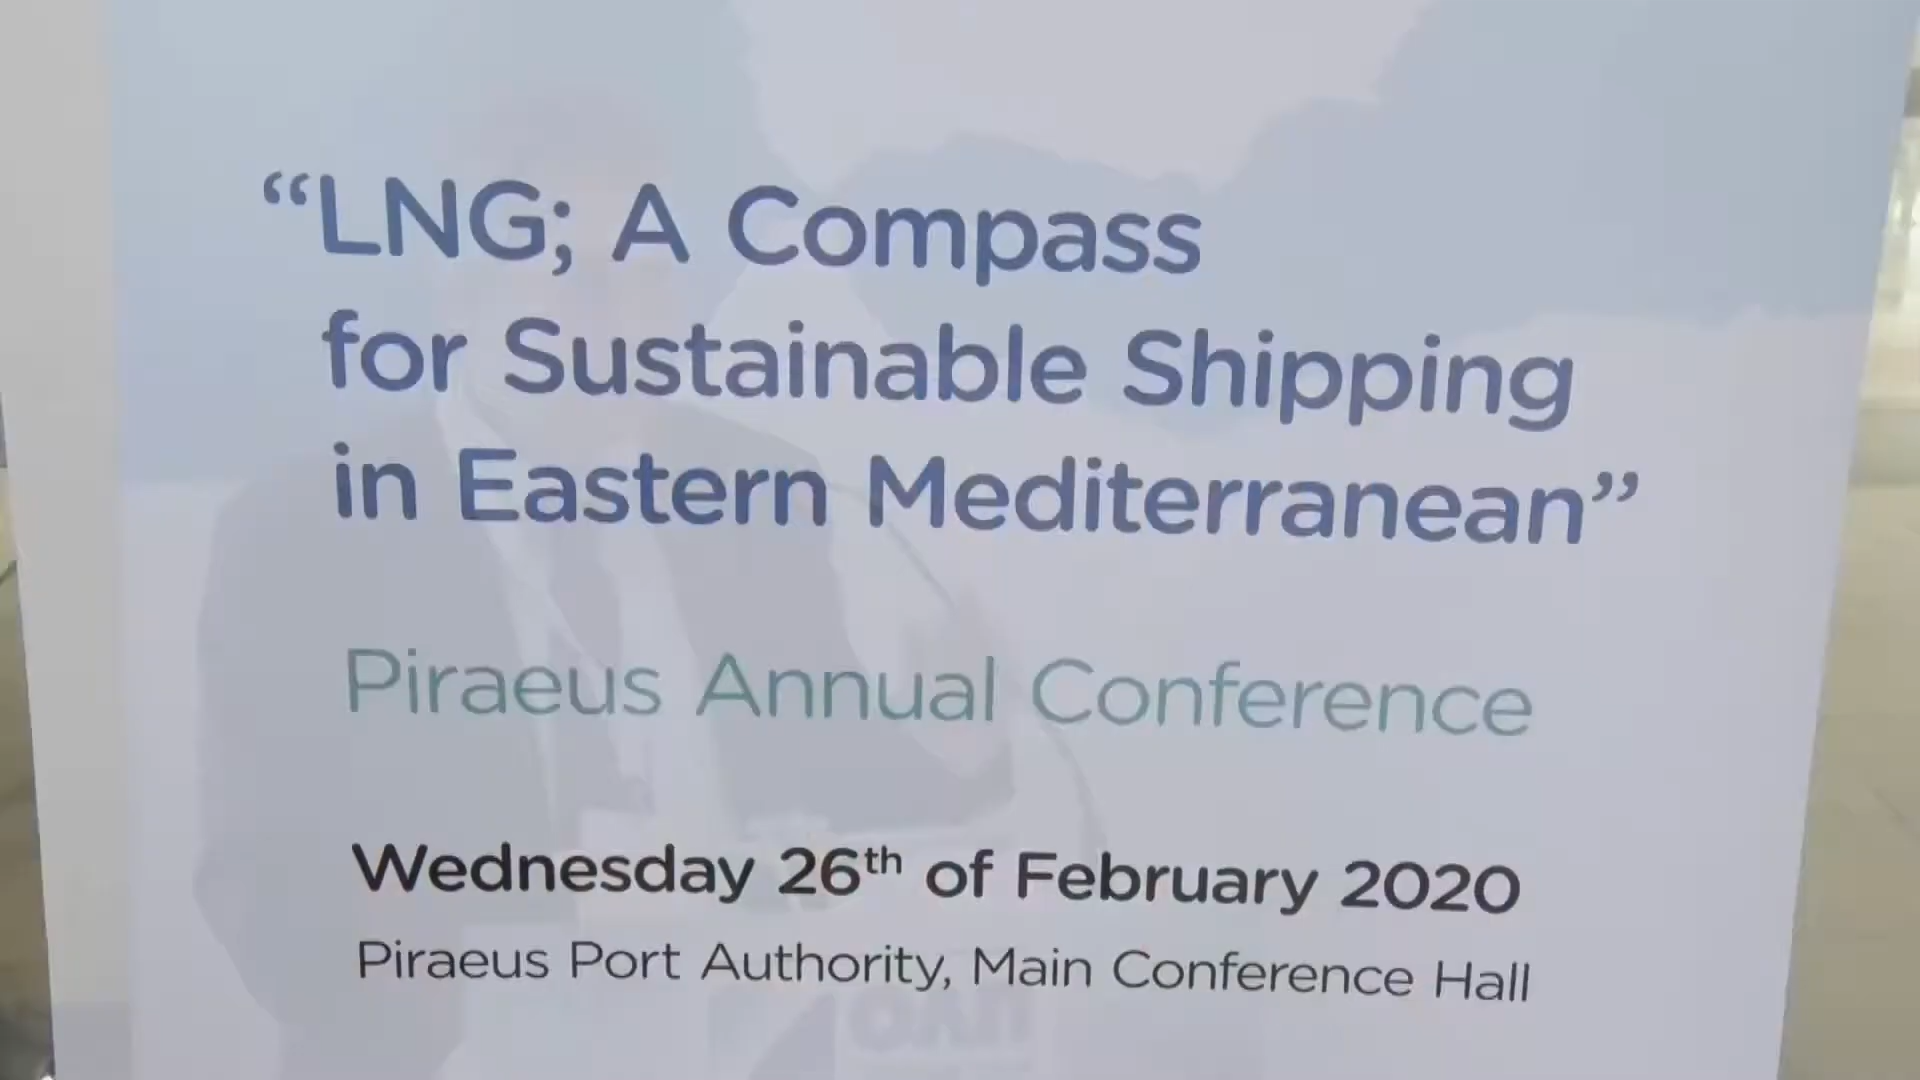 “LNG; A Compass
for Sustainable Shipping
in Eastern Mediterranean”
Piraeus Annual Conference
Wednesday 26th of February 2020
Piraeus Port Authority, Main Conference Hall